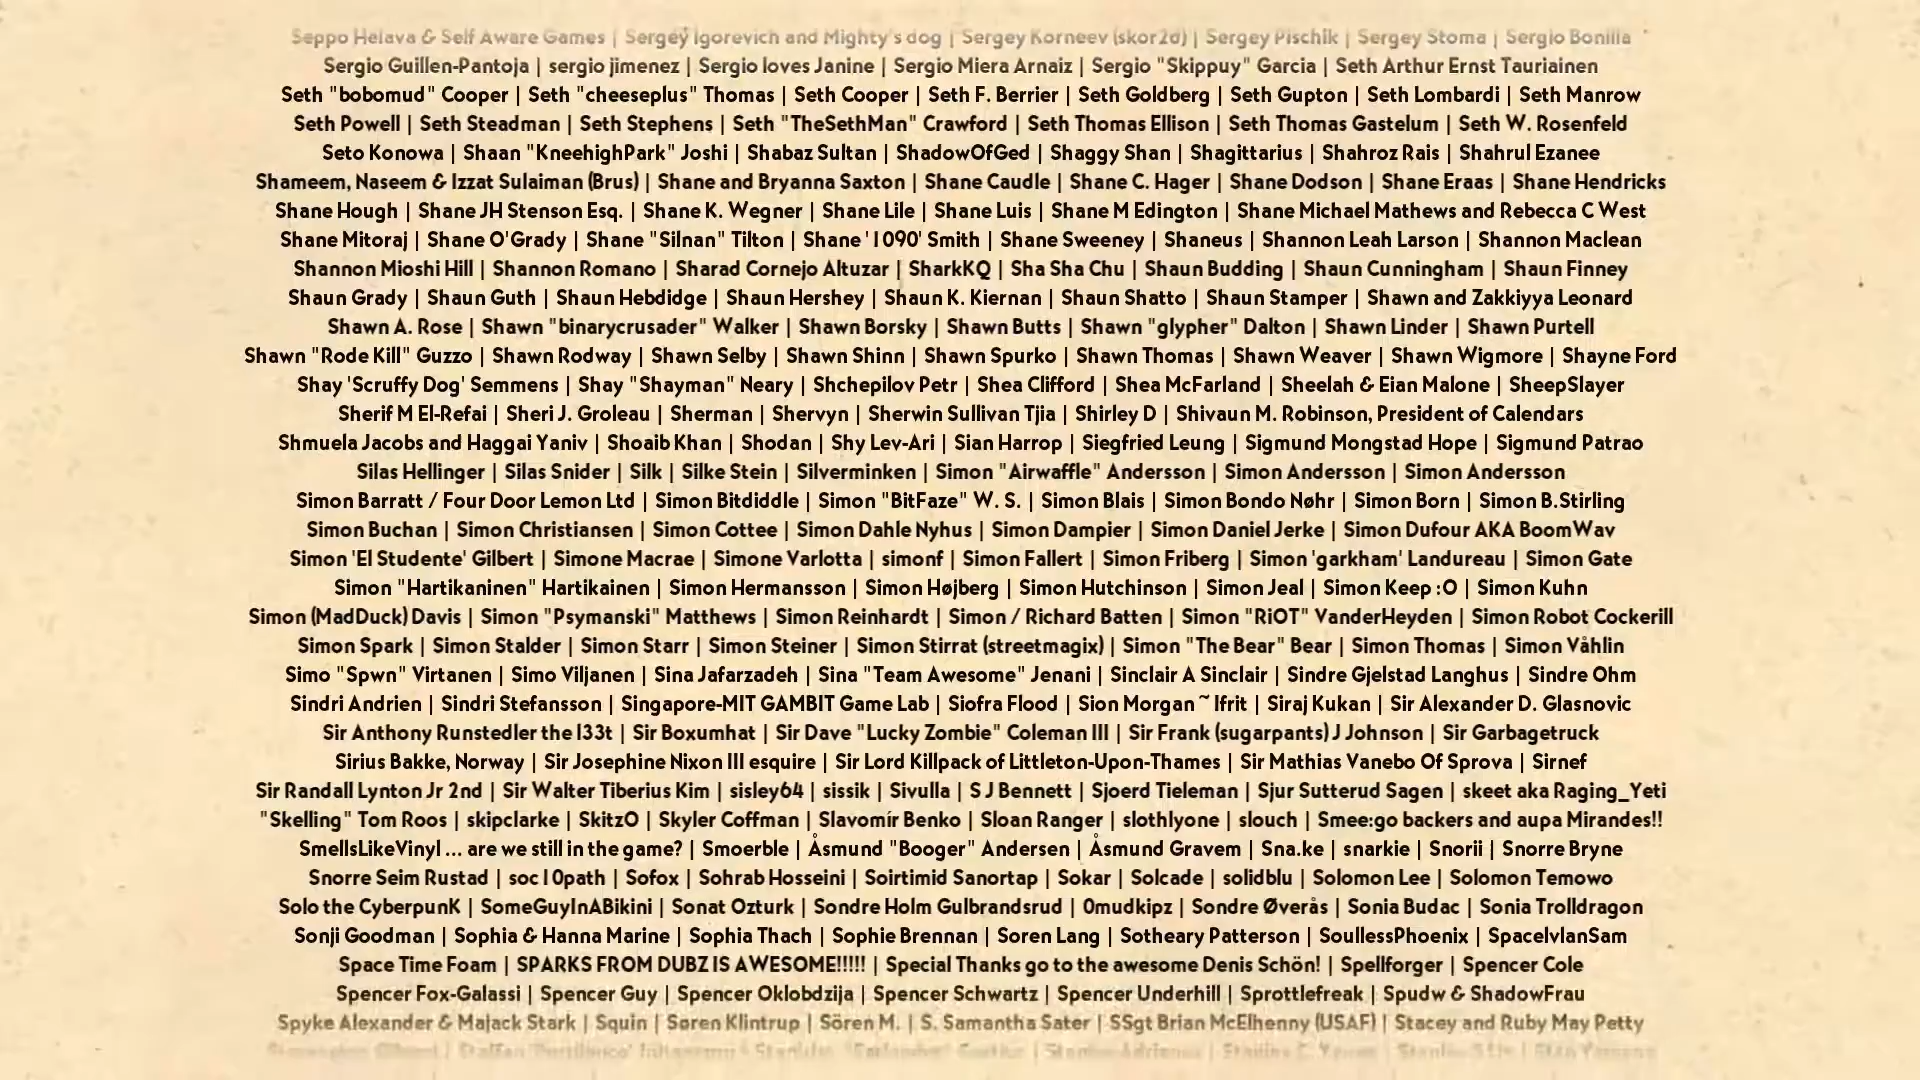 Seppo Helava & Self Aware Games | Sergeÿ Igorevich and Mighty's dog | Sergey Korneev (skor2d) | Sergey Pischik | Sergey Stoma | Sergio Bonilla
Sergio Guillen-Pantoja | sergio jimenez | Sergio loves Janine | Sergio Miera Arnaiz | Sergio "Skippuy" Garcia | Seth Arthur Ernst Tauriainen
Seth "bobomud" Cooper | Seth "cheeseplus" Thomas | Seth Cooper | Seth F. Berrier | Seth Goldberg | Seth Gupton | Seth Lombardi | Seth Manrow
Seth Powell | Seth Steadman | Seth Stephens | Seth "TheSethMan" Crawford | Seth Thomas Ellison | Seth Thomas Gastelum | Seth W. Rosenfeld
Seto Konowa | Shaan "KneehighPark" Joshi | Shabaz Sultan | ShadowOfGed | Shaggy Shan | Shagittarius | Shahroz Rais | Shahrul Ezanee
Shameem, Naseem & Izzat Sulaiman (Brus) | Shane and Bryanna Saxton | Shane Caudle | Shane C. Hager | Shane Dodson | Shane Eraas | Shane Hendricks
Shane Hough | Shane JH Stenson Esq. | Shane K. Wegner | Shane Lile | Shane Luis | Shane M Edington | Shane Michael Mathews and Rebecca C West
Shane Mitoraj | Shane O'Grady | Shane "Silnan" Tilton | Shane '1090' Smith | Shane Sweeney | Shaneus | Shannon Leah Larson | Shannon Maclean
Shannon Mioshi Hill | Shannon Romano | Sharad Cornejo Altuzar | SharkKQ | Sha Sha Chu | Shaun Budding | Shaun Cunningham | Shaun Finney
Shaun Grady | Shaun Guth | Shaun Hebdidge | Shaun Hershey | Shaun K. Kiernan | Shaun Shatto | Shaun Stamper | Shawn and Zakkiyya Leonard
Shawn A. Rose | Shawn "binarycrusader" Walker | Shawn Borsky | Shawn Butts | Shawn "glypher" Dalton | Shawn Linder | Shawn Purtell
Shawn "Rode Kill" Guzzo | Shawn Rodway | Shawn Selby | Shawn Shinn | Shawn Spurko | Shawn Thomas | Shawn Weaver | Shawn Wigmore | Shayne Ford
Shay 'Scruffy Dog' Semmens | Shay "Shayman" Neary | Shchepilov Petr | Shea Clifford | Shea McFarland | Sheelah & Eian Malone | SheepSlayer
Sherif M El-Refai | Sheri J. Groleau | Sherman | Shervyn | Sherwin Sullivan Tjia | Shirley D | Shivaun M. Robinson, President of Calendars
Shmuela Jacobs and Haggai Yaniv | Shoaib Khan | Shodan | Shy Lev-Ari | Sian Harrop | Siegfried Leung | Sigmund Mongstad Hope | Sigmund Patrao
Silas Hellinger | Silas Snider | Silk | Silke Stein | Silverminken | Simon "Airwaffle" Andersson | Simon Andersson | Simon Andersson
Simon Barratt / Four Door Lemon Ltd | Simon Bitdiddle | Simon "BitFaze" W. S. | Simon Blais | Simon Bondo Nøhr | Simon Born | Simon B.Stirling
Simon Buchan | Simon Christiansen | Simon Cottee | Simon Dahle Nyhus | Simon Dampier | Simon Daniel Jerke | Simon Dufour AKA BoomWav
Simon 'El Studente' Gilbert | Simone Macrae | Simone Varlotta | simonf | Simon Fallert | Simon Friberg | Simon 'garkham' Landureau | Simon Gate
Simon "Hartikaninen" Hartikainen | Simon Hermansson | Simon Højberg | Simon Hutchinson | Simon Jeal | Simon Keep :O | Simon Kuhn
Simon (MadDuck) Davis | Simon "Psymanski" Matthews | Simon Reinhardt | Simon / Richard Batten | Simon "RiOT" VanderHeyden | Simon Robot Cockerill
Simon Spark | Simon Stalder | Simon Starr | Simon Steiner | Simon Stirrat (streetmagix) | Simon "The Bear" Bear | Simon Thomas | Simon Våhlin
Simo "Spwn" Virtanen | Simo Viljanen | Sina Jafarzadeh | Sina "Team Awesome" Jenani | Sinclair A Sinclair | Sindre Gjelstad Langhus | Sindre Ohm
Sindri Andrien | Sindri Stefansson | Singapore-MIT GAMBIT Game Lab | Siofra Flood | Sion Morgan ~ Ifrit | Siraj Kukan | Sir Alexander D. Glasnovic
Sir Anthony Runstedler the l33t | Sir Boxumhat | Sir Dave "Lucky Zombie" Coleman III | Sir Frank (sugarpants) J Johnson | Sir Garbagetruck
Sirius Bakke, Norway | Sir Josephine Nixon III esquire | Sir Lord Killpack of Littleton-Upon-Thames | Sir Mathias Vanebo Of Sprova | Sirnef
Sir Randall Lynton Jr 2nd | Sir Walter Tiberius Kim | sisley64 | sissik | Sivulla | S J Bennett | Sjoerd Tieleman | Sjur Sutterud Sagen | skeet aka Raging_Yeti
"Skelling" Tom Roos | skipclarke | SkitzO | Skyler Coffman | Slavomír Benko | Sloan Ranger | slothlyone | slouch | Smee:go backers and aupa Mirandes!!
SmellsLikeVinyl ... are we still in the game? | Smoerble | Åsmund "Booger" Andersen | Åsmund Gravem | Sna.ke | snarkie | Snorii | Snorre Bryne
Snorre Seim Rustad | soc10path | Sofox | Sohrab Hosseini | Soirtimid Sanortap | Sokar | Solcade | solidblu | Solomon Lee | Solomon Temowo
Solo the CyberpunK | SomeGuyInABikini | Sonat Ozturk | Sondre Holm Gulbrandsrud | 0mudkipz | Sondre Øverås | Sonia Budac | Sonia Trolldragon
Sonji Goodman | Sophia & Hanna Marine | Sophia Thach | Sophie Brennan | Soren Lang | Sotheary Patterson | SoullessPhoenix | SpacelvlanSam
Space Time Foam | SPARKS FROM DUBZ IS AWESOME!!!!! | Special Thanks go to the awesome Denis Schön! | Spellforger | Spencer Cole
Spencer Fox-Galassi | Spencer Guy | Spencer Oklobdzija | Spencer Schwartz | Spencer Underhill | Sprottlefreak | Spudw & ShadowFrau
Spyke Alexander & Majack Stark | Squin | Søren Klintrup | Sören M. | S. Samantha Sater | SSgt Brian McElhenny (USAF) | Stacey and Ruby May Petty